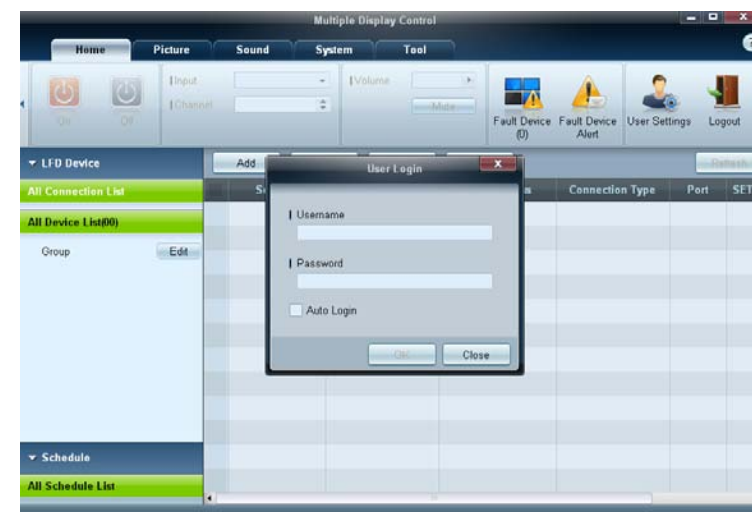 Multiple Display Control
Home Picture Sound System Tool
Input
Volume
Channel
Mute
On Off
Fault Device (0)
Fault Device Alert
User Settings
Logout
LFD Device
Add
Refresh
All Connection List
Connection Type Port SET
All Device List(00)
Group Edit
User Login
Username
Password
Auto Login
OK Close
Schedule
All Schedule List